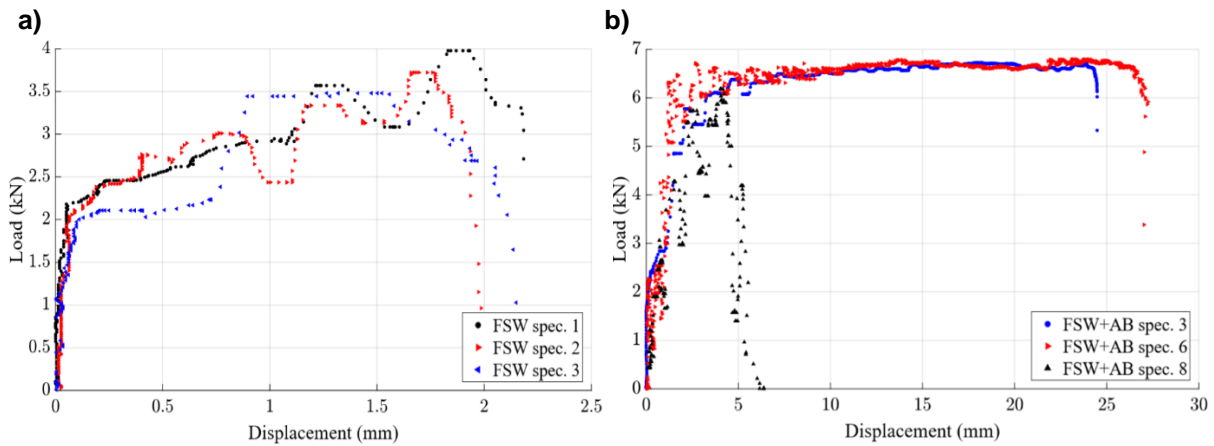 a)
4
3.5
3
2.5
2
1.5
1
0.5
0
Load (kN)
0
0.5
1
1.5
2
2.5
Displacement (mm)
FSW spec. 1
FSW spec. 2
FSW spec. 3
b)
7
6
5
4
3
2
1
0
Load (kN)
0
5
10
15
20
25
30
Displacement (mm)
FSW+AB spec. 3
FSW+AB spec. 6
FSW+AB spec. 8